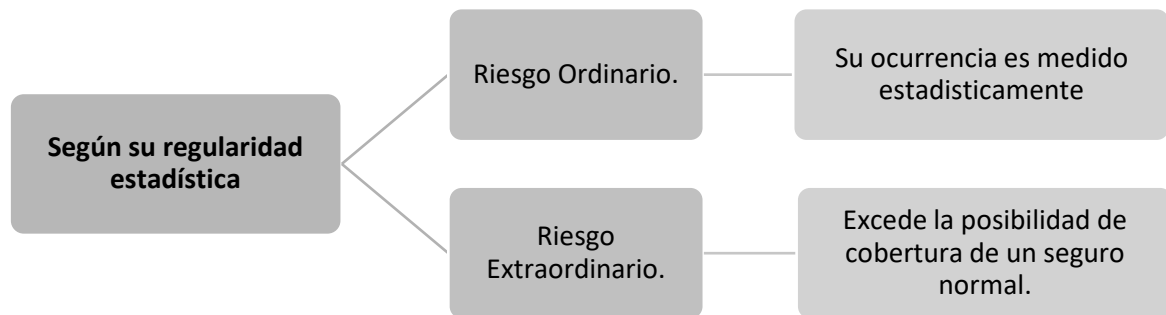 Según su regularidad
estadística
Riesgo Ordinario.
Su ocurrencia es medido
estadisticamente
Riesgo
Extraordinario.
Excede la posibilidad de
cobertura de un seguro
normal.